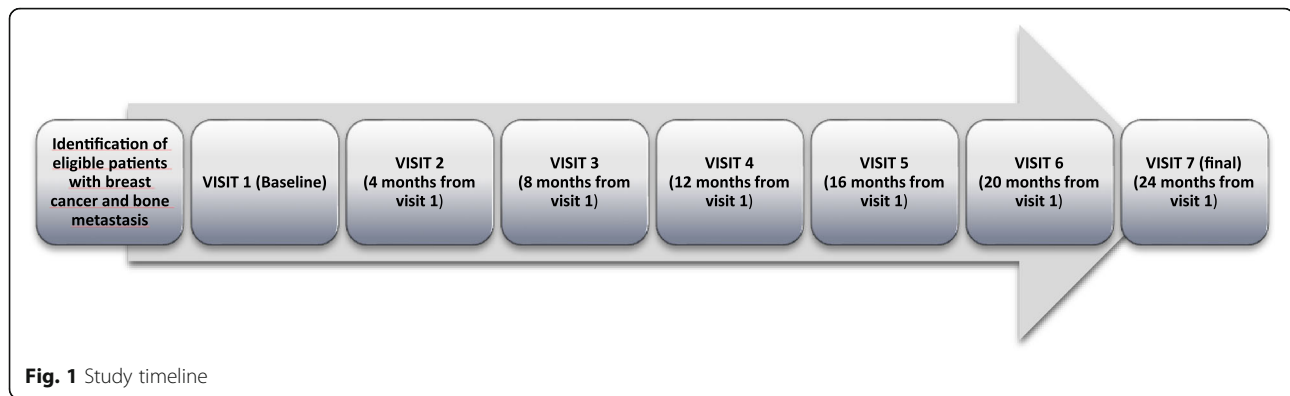 Identification of
eligible patients
with breast
cancer and bone
metastasis
VISIT 1 (Baseline)
VISIT 2
(4 months from
visit 1)
VISIT 3
(8 months from
visit 1)
VISIT 4
(12 months from
visit 1)
VISIT 5
(16 months from
visit 1)
VISIT 6
(20 months from
visit 1)
VISIT 7 (final)
(24 months from
visit 1)
Fig. 1 Study timeline